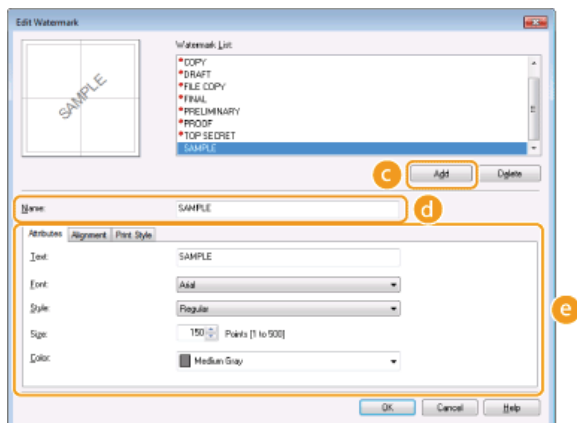 Edit Watermark
Watermark List:
SAMPLE
*COPY
*DRAFT
*FILE COPY
*FINAL
*PRELIMINARY
*PROOF
*TOP SECRET
SAMPLE
c Add Delete
Name: SAMPLE d
Attributes Alignment Print Style
Text: SAMPLE
Font: Arial
Style: Regular
e
Size: 150 Points [1 to 500]
Color: Medium Gray
OK Cancel Help